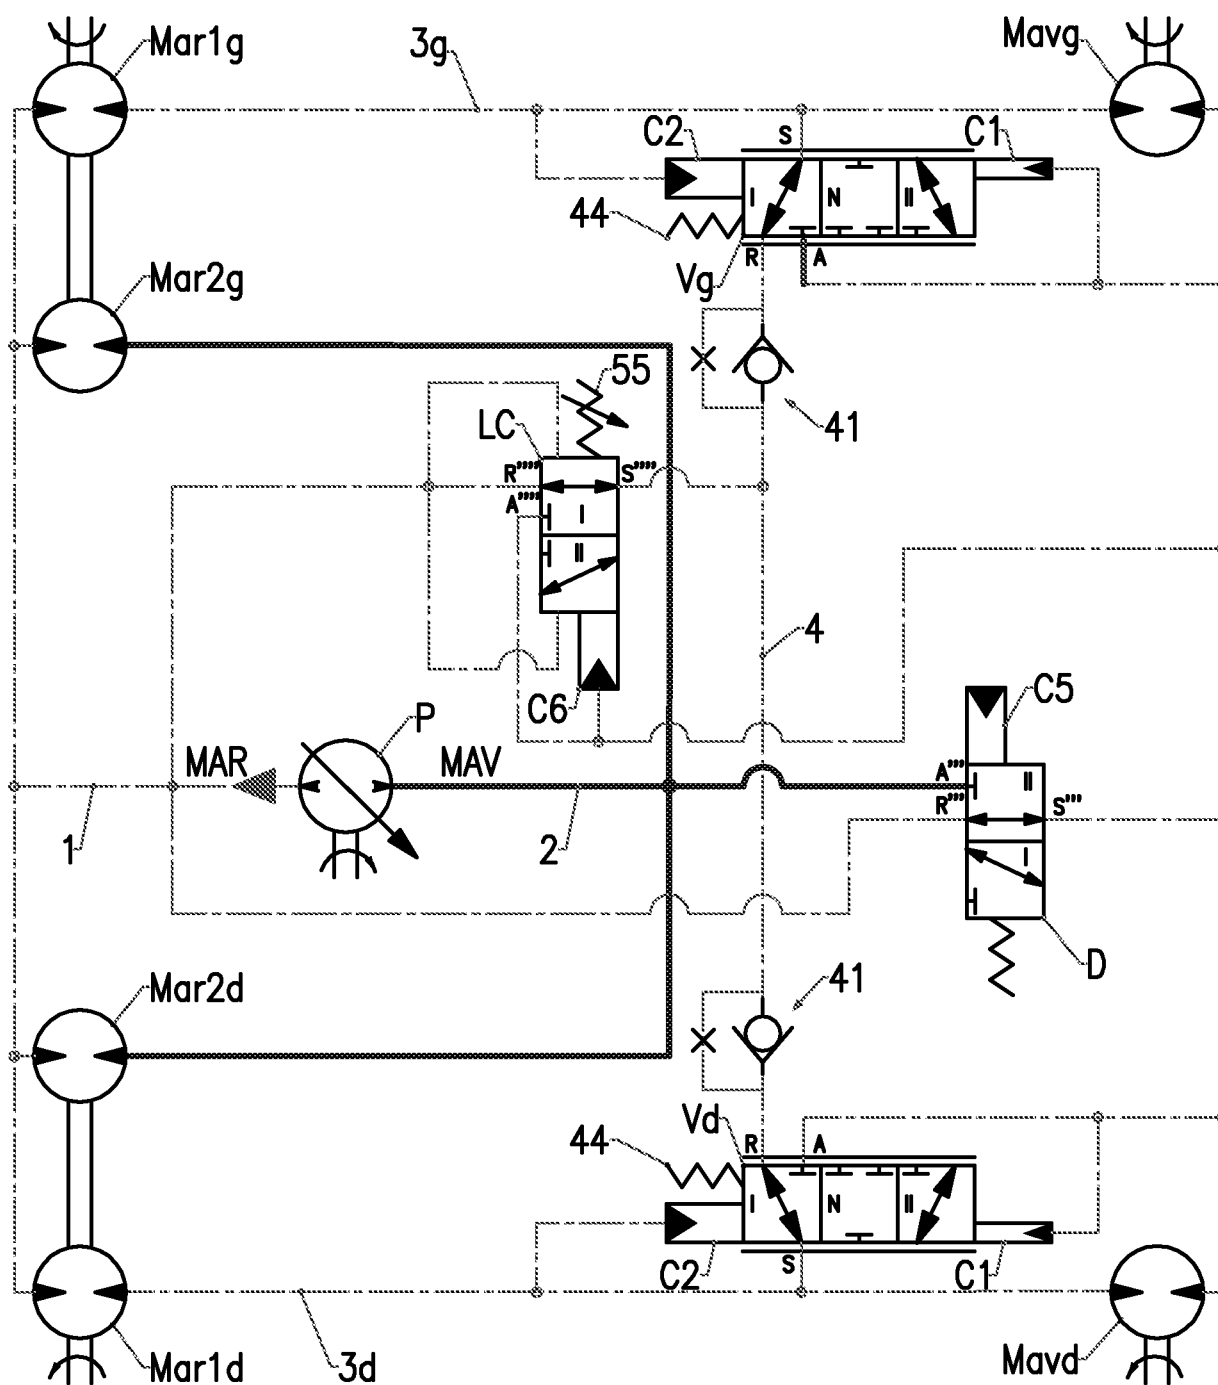 Mar1g
3g
Mavg
C2
S
C1
I
N
II
44
R
A
Vg
Mar2g
55
41
LC
R''''
S''''
A''''
I
II
4
C6
C5
P
MAR
MAV
A'''
II
R'''
S'''
1
2
I
D
Mar2d
41
Vd
44
R
A
I
N
II
S
C2
C1
Mar1d
3d
Mavd